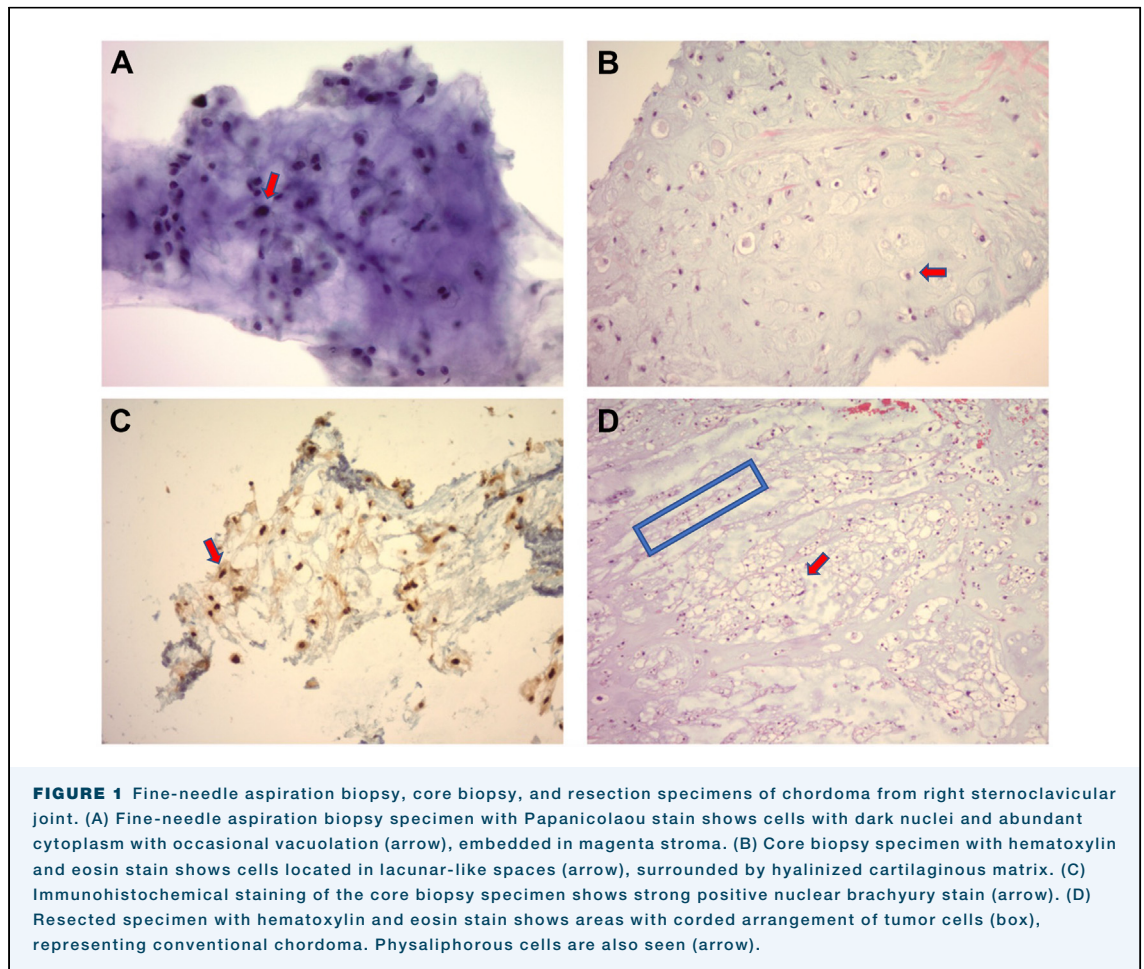 A
B
C
D
FIGURE 1 Fine-needle aspiration biopsy, core biopsy, and resection specimens of chordoma from right sternoclavicular
joint. (A) Fine-needle aspiration biopsy specimen with Papanicolaou stain shows cells with dark nuclei and abundant
cytoplasm with occasional vacuolation (arrow), embedded in magenta stroma. (B) Core biopsy specimen with hematoxylin
and eosin stain shows cells located in lacunar-like spaces (arrow), surrounded by hyalinized cartilaginous matrix. (C)
Immunohistochemical staining of the core biopsy specimen shows strong positive nuclear brachyury stain (arrow). (D)
Resected specimen with hematoxylin and eosin stain shows areas with corded arrangement of tumor cells (box),
representing conventional chordoma. Physaliphorous cells are also seen (arrow).